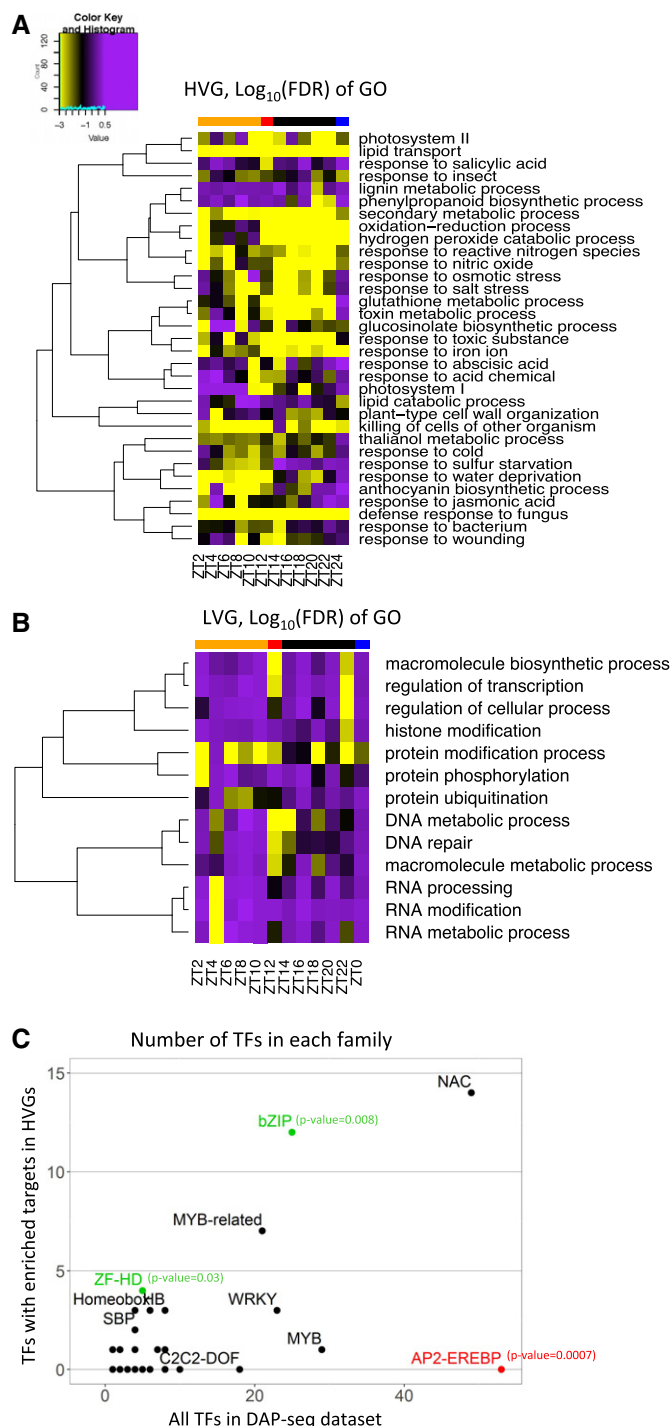 A
Color Key
and Histogram
Count
0 40 80 120
−3 −1 0.5
Value
HVG, Log10(FDR) of GO
photosystem II
lipid transport
response to salicylic acid
response to insect
lignin metabolic process
phenylpropanoid biosynthetic process
secondary metabolic process
oxidation−reduction process
hydrogen peroxide catabolic process
response to reactive nitrogen species
response to nitric oxide
response to osmotic stress
response to salt stress
glutathione metabolic process
toxin metabolic process
glucosinolate biosynthetic process
response to toxic substance
response to iron ion
response to abscisic acid
response to acid chemical
photosystem I
lipid catabolic process
plant−type cell wall organization
killing of cells of other organism
thalianol metabolic process
response to cold
response to sulfur starvation
response to water deprivation
anthocyanin biosynthetic process
response to jasmonic acid
defense response to fungus
response to bacterium
response to wounding
ZT2 ZT4 ZT6 ZT8 ZT10 ZT12 ZT14 ZT16 ZT18 ZT20 ZT22 ZT24
B
LVG, Log10(FDR) of GO
macromolecule biosynthetic process
regulation of transcription
regulation of cellular process
histone modification
protein modification process
protein phosphorylation
protein ubiquitination
DNA metabolic process
DNA repair
macromolecule metabolic process
RNA processing
RNA modification
RNA metabolic process
ZT2 ZT4 ZT6 ZT8 ZT10 ZT12 ZT14 ZT16 ZT18 ZT20 ZT22 ZT0
C
Number of TFs in each family
TFs with enriched targets in HVGs
15
10
5
0
NAC
bZIP (p-value=0.008)
MYB-related
ZF-HD (p-value=0.03)
Homeobox HB
WRKY
SBP
MYB
C2C2-DOF
AP2-EREBP (p-value=0.0007)
0 20 40
All TFs in DAP-seq dataset